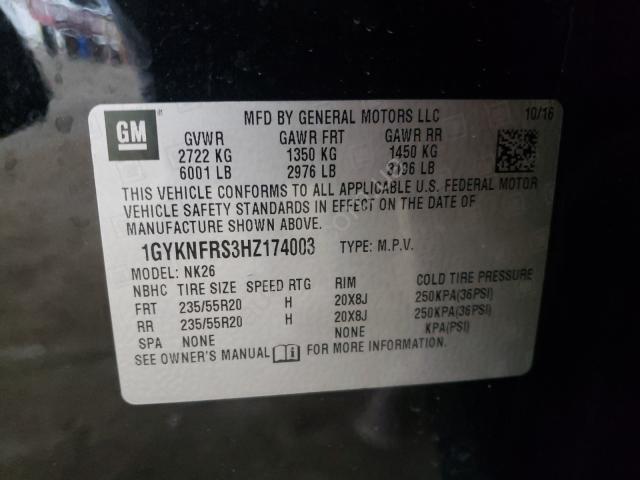 GM
MFD BY GENERAL MOTORS LLC 10/16
GVWR GAWR FRT GAWR RR
2722 KG 1350 KG 1450 KG
6001 LB 2976 LB 3196 LB
THIS VEHICLE CONFORMS TO ALL APPLICABLE U.S. FEDERAL MOTOR
VEHICLE SAFETY STANDARDS IN EFFECT ON THE DATE OF
MANUFACTURE SHOWN ABOVE.
1GYKNFRS3HZ174003 TYPE: M.P.V.
MODEL: NK26
NBHC TIRE SIZE SPEED RTG RIM COLD TIRE PRESSURE
FRT 235/55R20 H 20X8J 250KPA(36PSI)
RR 235/55R20 H 20X8J 250KPA(36PSI)
SPA NONE NONE KPA(PSI)
SEE OWNER'S MANUAL i FOR MORE INFORMATION.